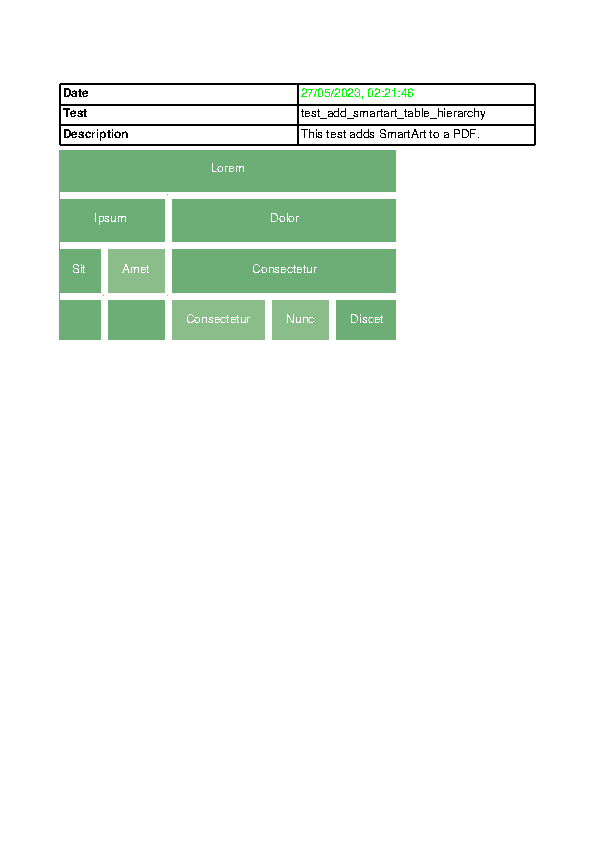 Date 27/05/2023, 02:21:48
Test test_add_smartart_table_hierarchy
Description This test adds SmartArt to a PDF.
Lorem
Ipsum Dolor
Sit Amet Consectetur
Consectetur Nunc Discet